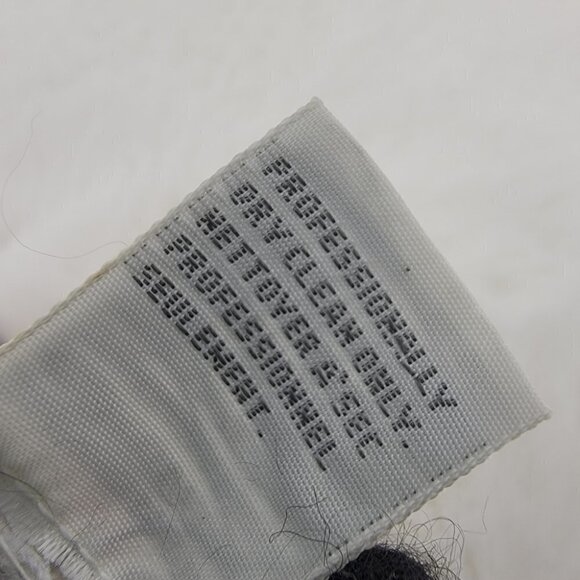 PROFESSIONALLY
DRY CLEAN ONLY.
NETTOYER A' SEC
PROFESSIONNEL
SEULEMENT.